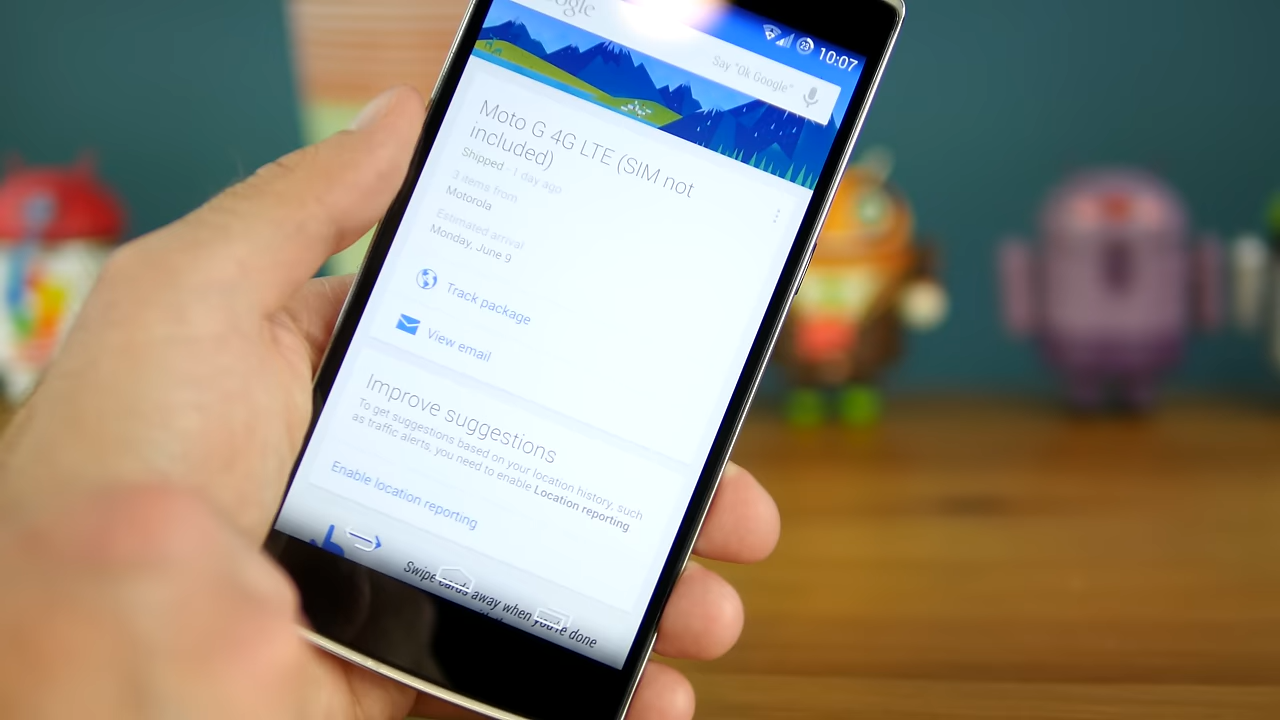 23 10:07
Say "Ok Google"
Moto G 4G LTE (SIM not
included)
Shipped - 1 day ago
3 items from
Motorola
Estimated arrival
Monday, June 9
Track package
View email
Improve suggestions
To get suggestions based on your location history, such
as traffic alerts, you need to enable Location reporting
Enable location reporting
Swipe cards away when you're done